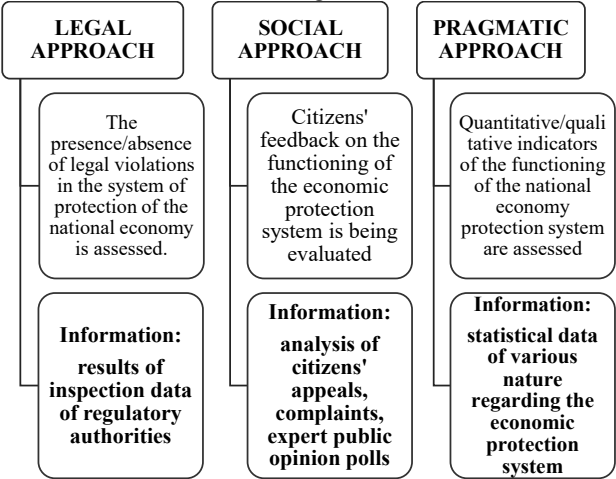 LEGAL
APPROACH
The
presence/absence
of legal violations
in the system of
protection of the
national economy
is assessed.
Information:
results of
inspection data
of regulatory
authorities
SOCIAL
APPROACH
Citizens'
feedback on the
functioning of
the economic
protection
system is being
evaluated
Information:
analysis of
citizens'
appeals,
complaints,
expert public
opinion polls
PRAGMATIC
APPROACH
Quantitative/quali
tative indicators
of the functioning
of the national
economy
protection system
are assessed
Information:
statistical data
of various
nature
regarding the
economic
protection
system